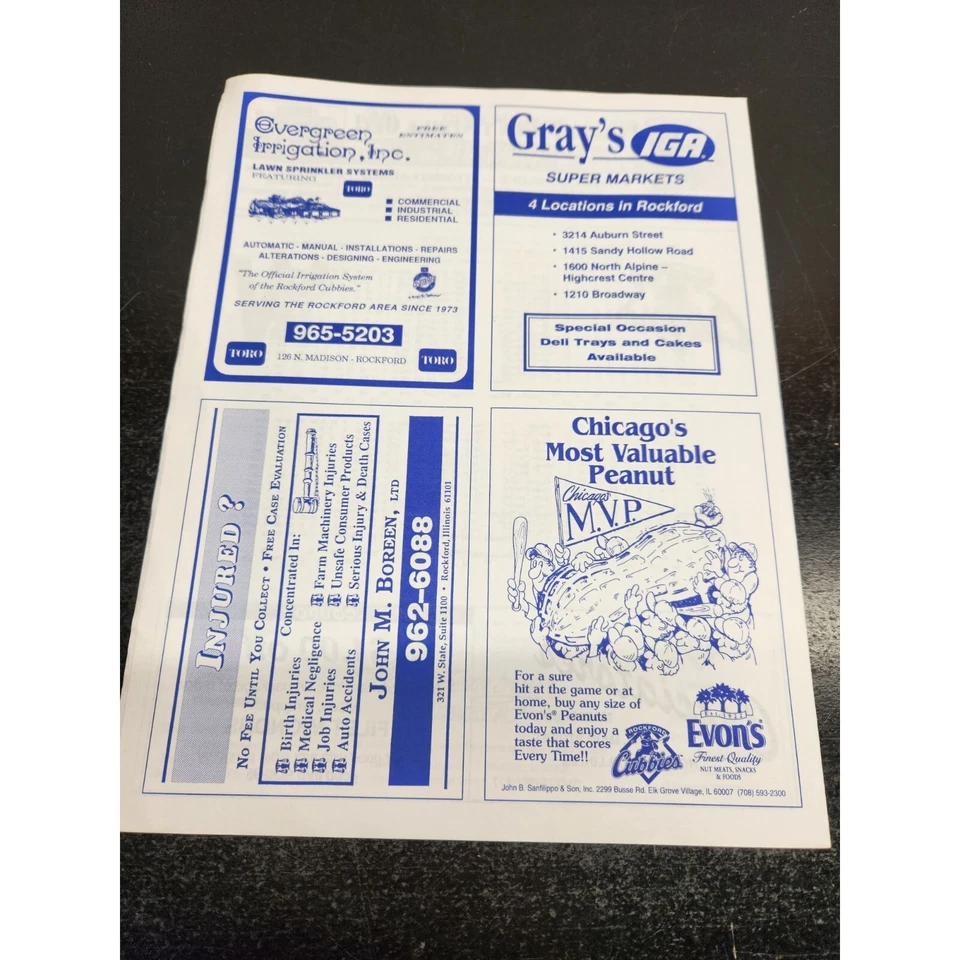 Evergreen
Irrigation, Inc.
FREE
ESTIMATES
LAWN SPRINKLER SYSTEMS
FEATURING
TORO
COMMERCIAL
INDUSTRIAL
RESIDENTIAL
AUTOMATIC - MANUAL - INSTALLATIONS - REPAIRS
ALTERATIONS - DESIGNING - ENGINEERING
"The Official Irrigation System
of the Rockford Cubbies."
SERVING THE ROCKFORD AREA SINCE 1973
965-5203
TORO
126 N. MADISON - ROCKFORD
TORO
Gray's IGA
SUPER MARKETS
4 Locations in Rockford
• 3214 Auburn Street
• 1415 Sandy Hollow Road
• 1600 North Alpine –
Highcrest Centre
• 1210 Broadway
Special Occasion
Deli Trays and Cakes
Available
INJURED ?
NO FEE UNTIL YOU COLLECT • FREE CASE EVALUATION
Concentrated In:
Birth Injuries
Medical Negligence
Job Injuries
Auto Accidents
Farm Machinery Injuries
Unsafe Consumer Products
Serious Injury & Death Cases
JOHN M. BOREEN, LTD
962-6088
321 W. State, Suite 1100 • Rockford, Illinois 61101
Chicago's
Most Valuable
Peanut
Chicago's
M.V.P.
For a sure
hit at the game or at
home, buy any size of
Evon's® Peanuts
today and enjoy a
taste that scores
Every Time!!
ROCKFORD
Cubbies
Evon's
Finest Quality
NUT MEATS, SNACKS
& FOODS
John B. Sanfilippo & Son, Inc. 2299 Busse Rd. Elk Grove Village, IL 60007 (708) 593-2300